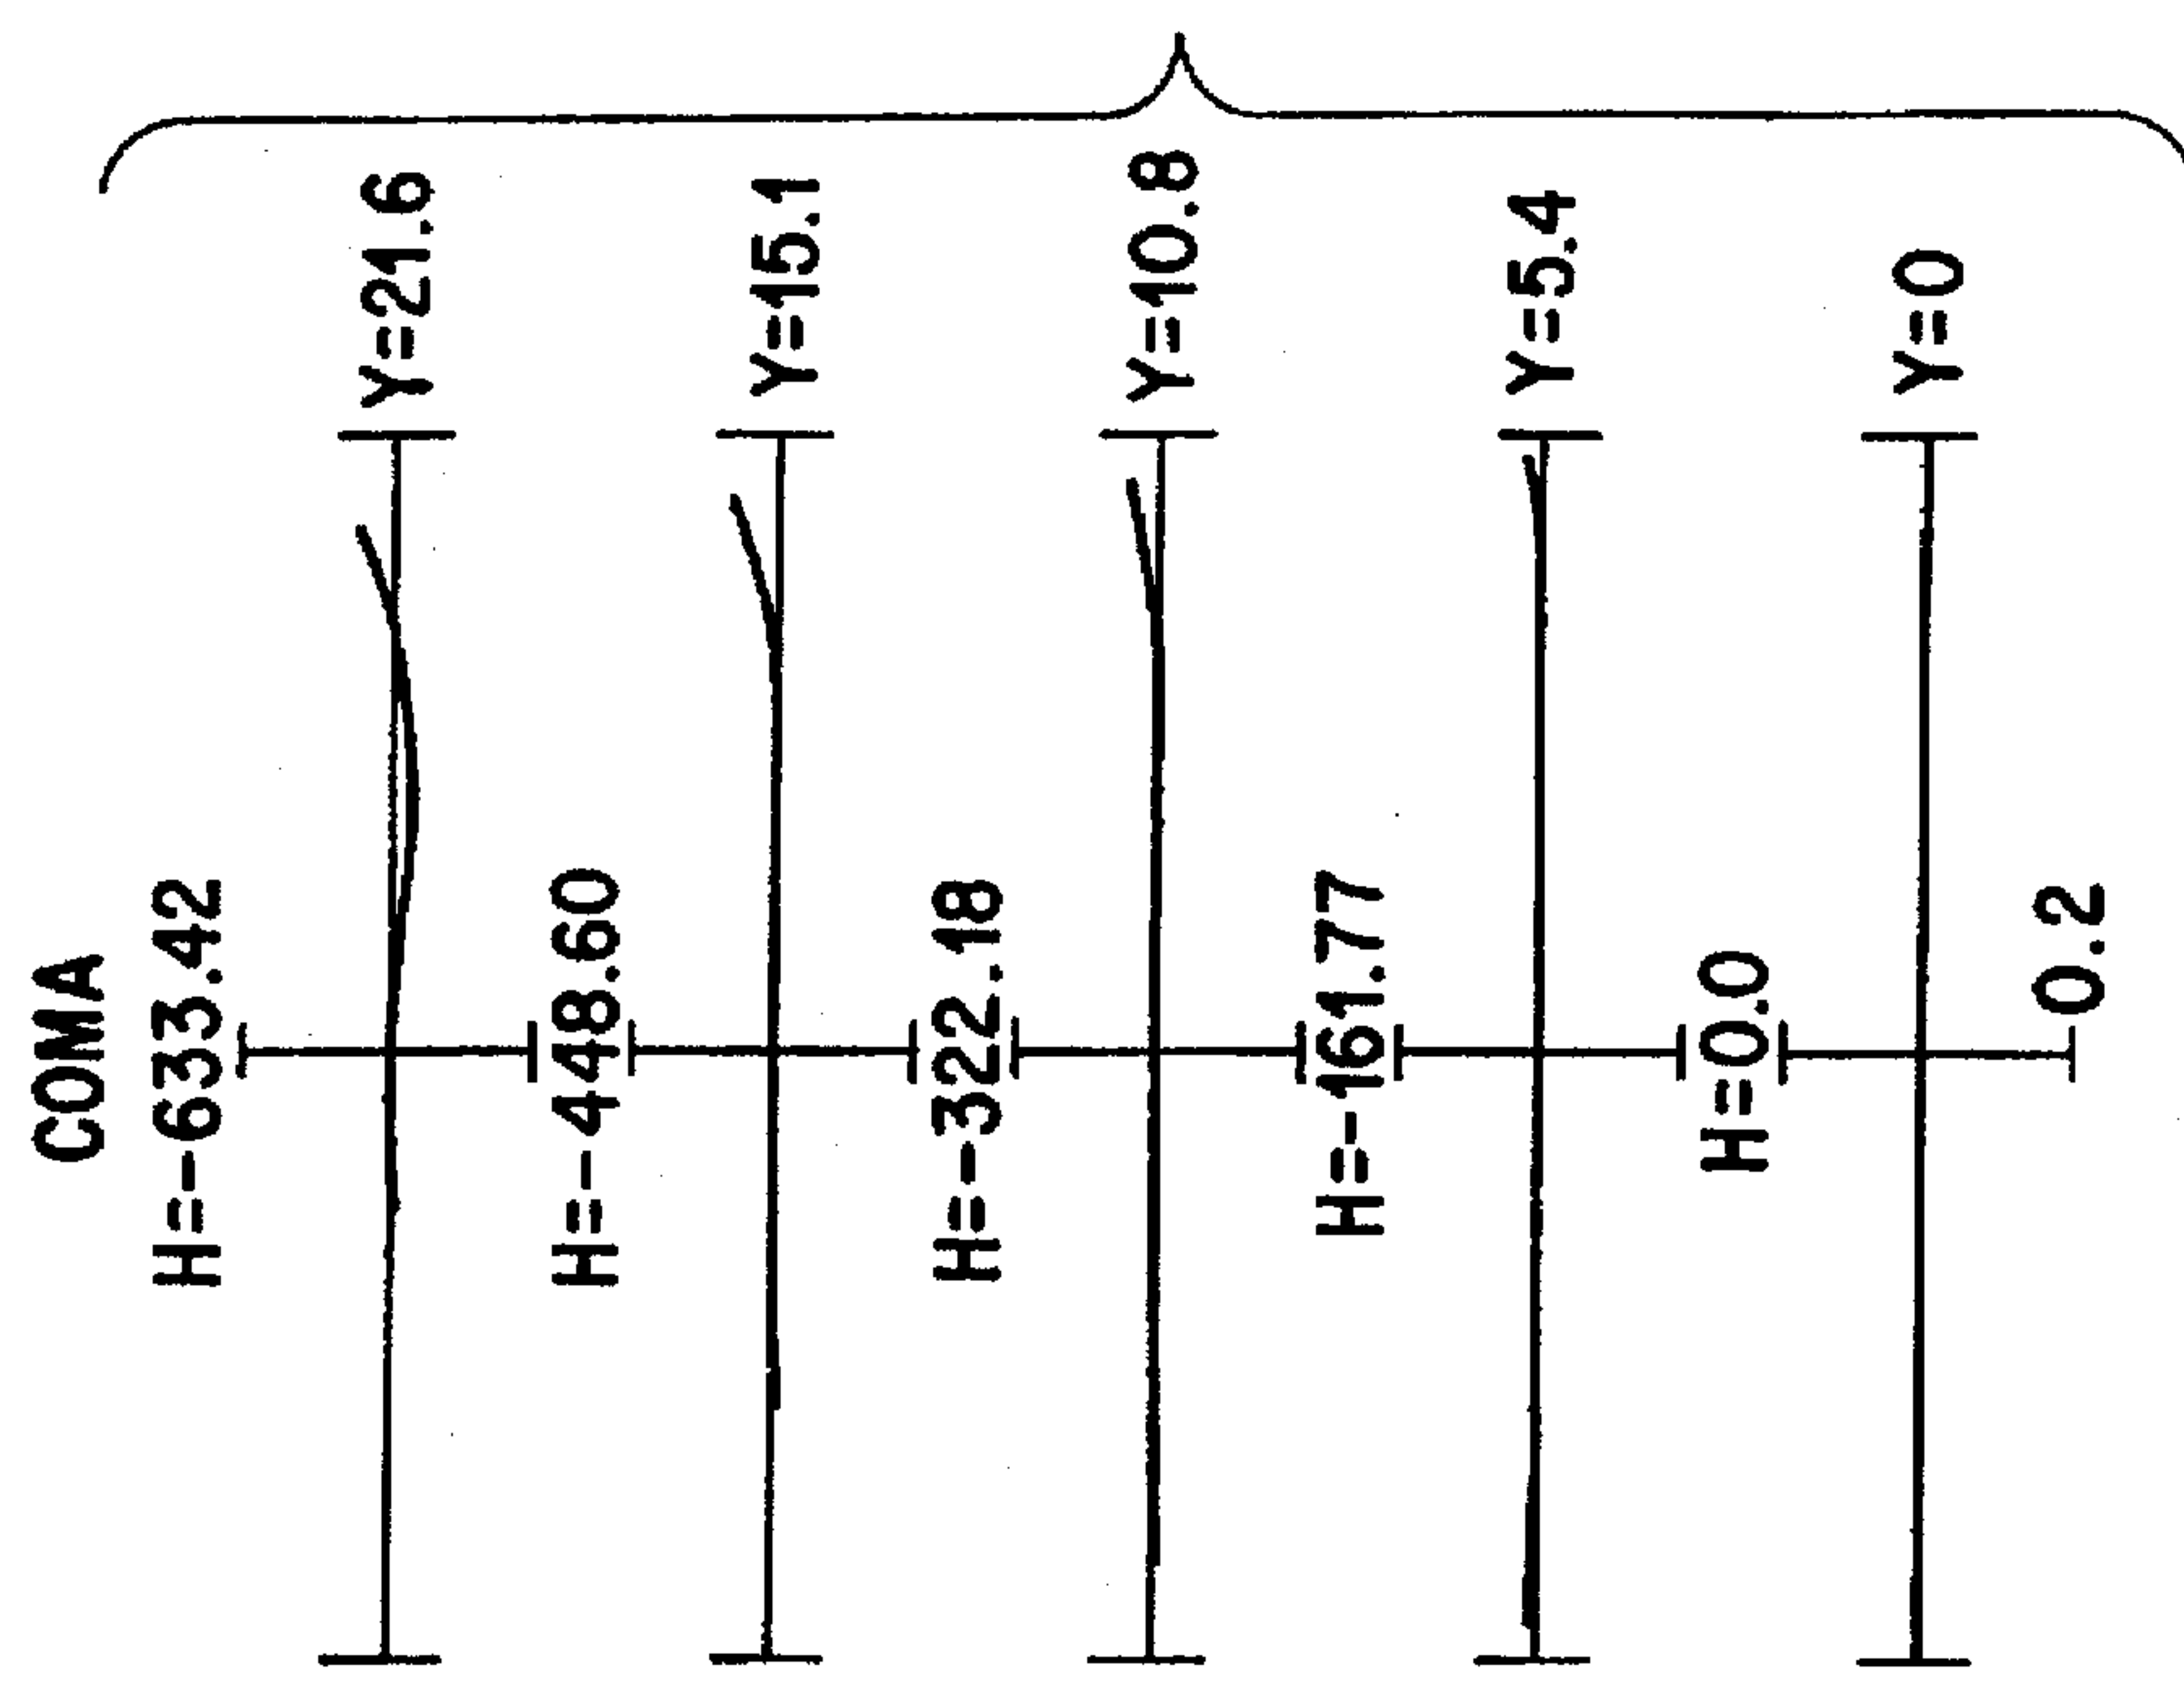 COMA
H=-633.42
Y=21.6
H=-448.60
Y=15.1
H=-322.18
Y=10.8
H=-161.77
Y=5.4
H=0.0
Y=0
0.2